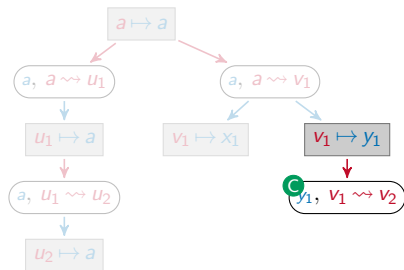 a ↦ a
a, a ⇝ u₁
a, a ⇝ v₁
u₁ ↦ a
v₁ ↦ x₁
v₁ ↦ y₁
a, u₁ ⇝ u₂
C
y₁, v₁ ⇝ v₂
u₂ ↦ a